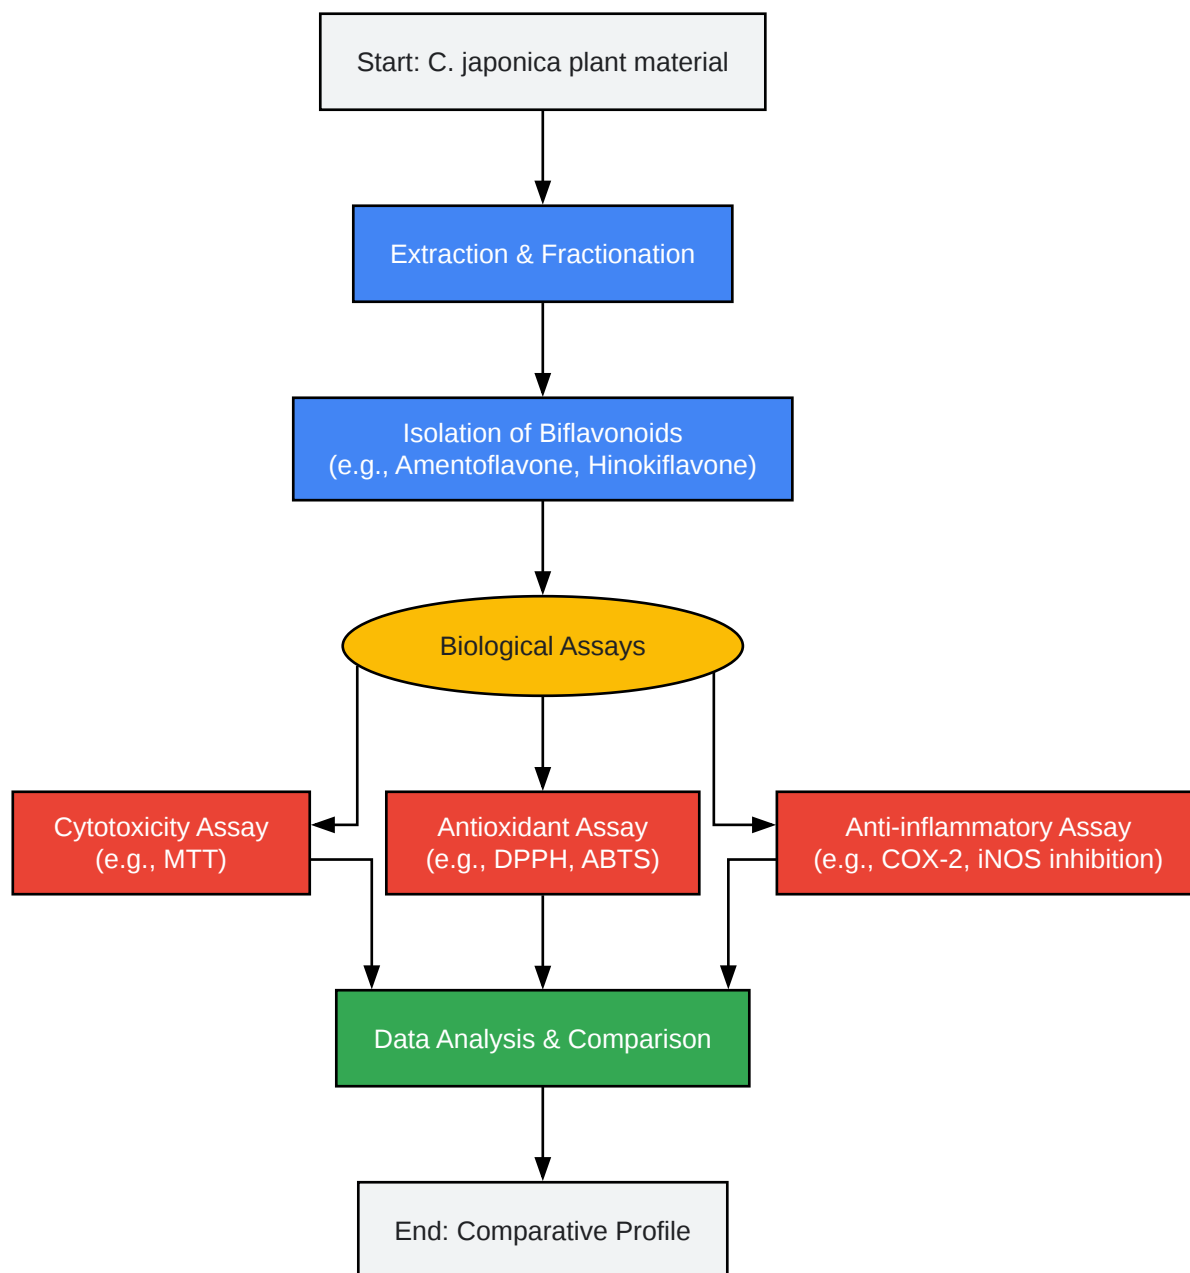 Start: C. japonica plant material
Extraction & Fractionation
Isolation of Biflavonoids
(e.g., Amentoflavone, Hinokiflavone)
Biological Assays
Cytotoxicity Assay
(e.g., MTT)
Antioxidant Assay
(e.g., DPPH, ABTS)
Anti-inflammatory Assay
(e.g., COX-2, iNOS inhibition)
Data Analysis & Comparison
End: Comparative Profile